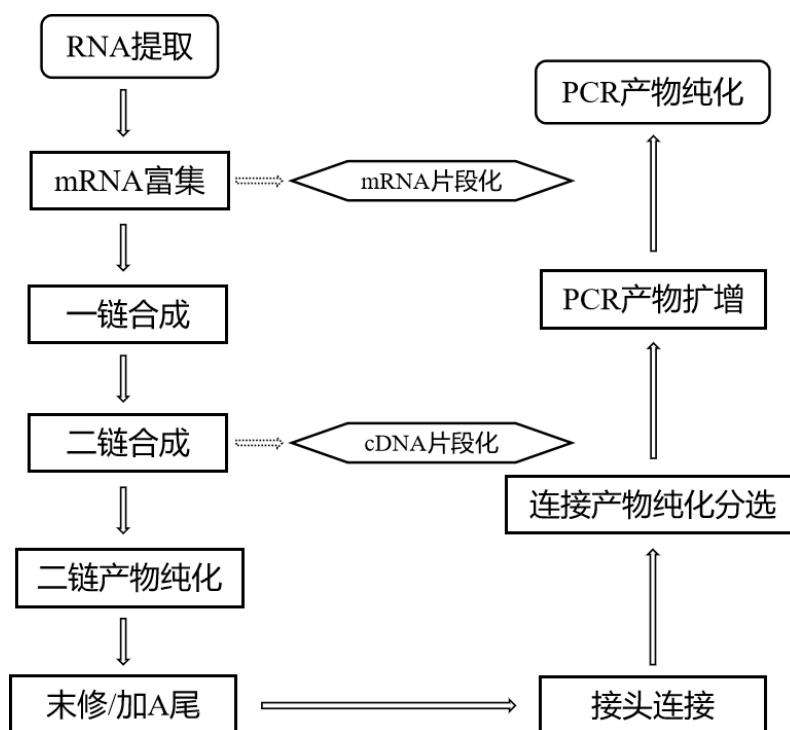 RNA提取
PCR产物纯化
mRNA富集
mRNA片段化
一链合成
PCR产物扩增
二链合成
cDNA片段化
连接产物纯化分选
二链产物纯化
末修/加A尾
接头连接